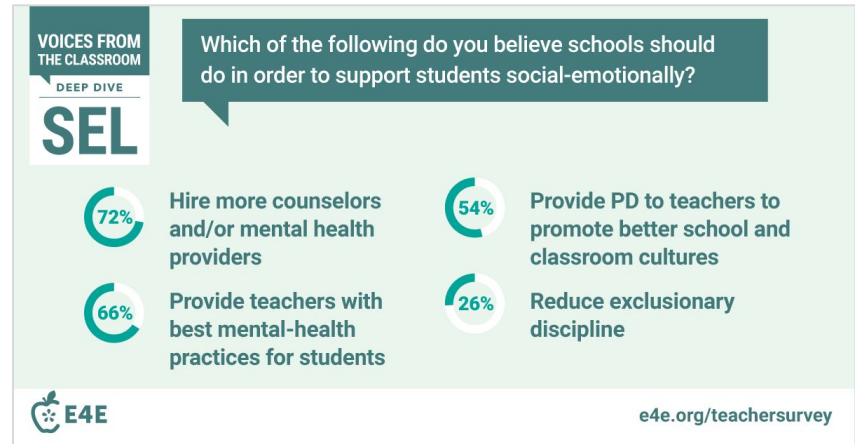 VOICES FROM
THE CLASSROOM
DEEP DIVE
SEL
Which of the following do you believe schools should
do in order to support students social-emotionally?
72%
Hire more counselors
and/or mental health
providers
66%
Provide teachers with
best mental-health
practices for students
54%
Provide PD to teachers to
promote better school and
classroom cultures
26%
Reduce exclusionary
discipline
E4E
e4e.org/teachersurvey